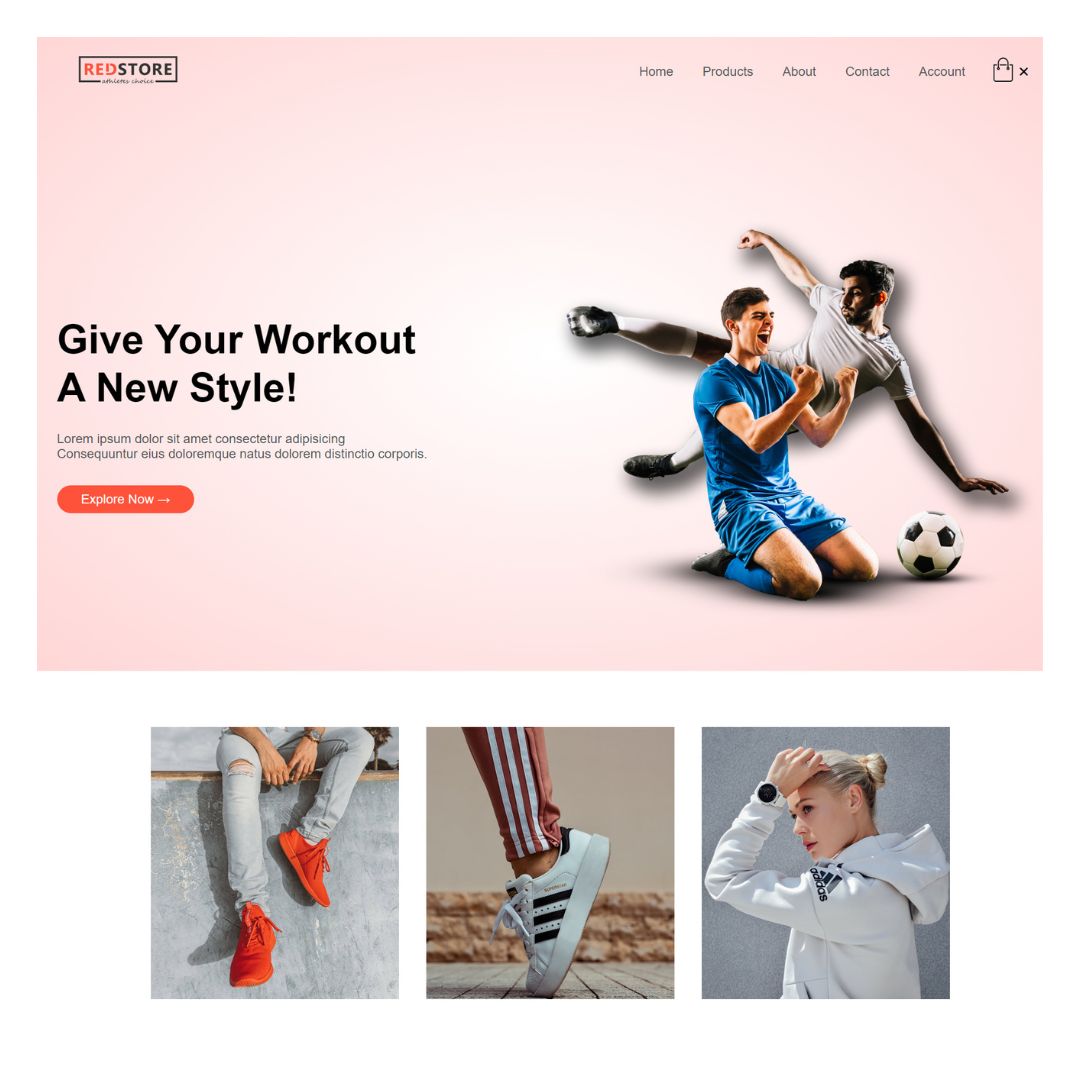 REDSTORE
athletes choice
Home Products About Contact Account
Give Your Workout
A New Style!
Lorem ipsum dolor sit amet consectetur adipisicing
Consequuntur eius doloremque natus dolorem distinctio corporis.
Explore Now →
SUPERSTAR
adidas